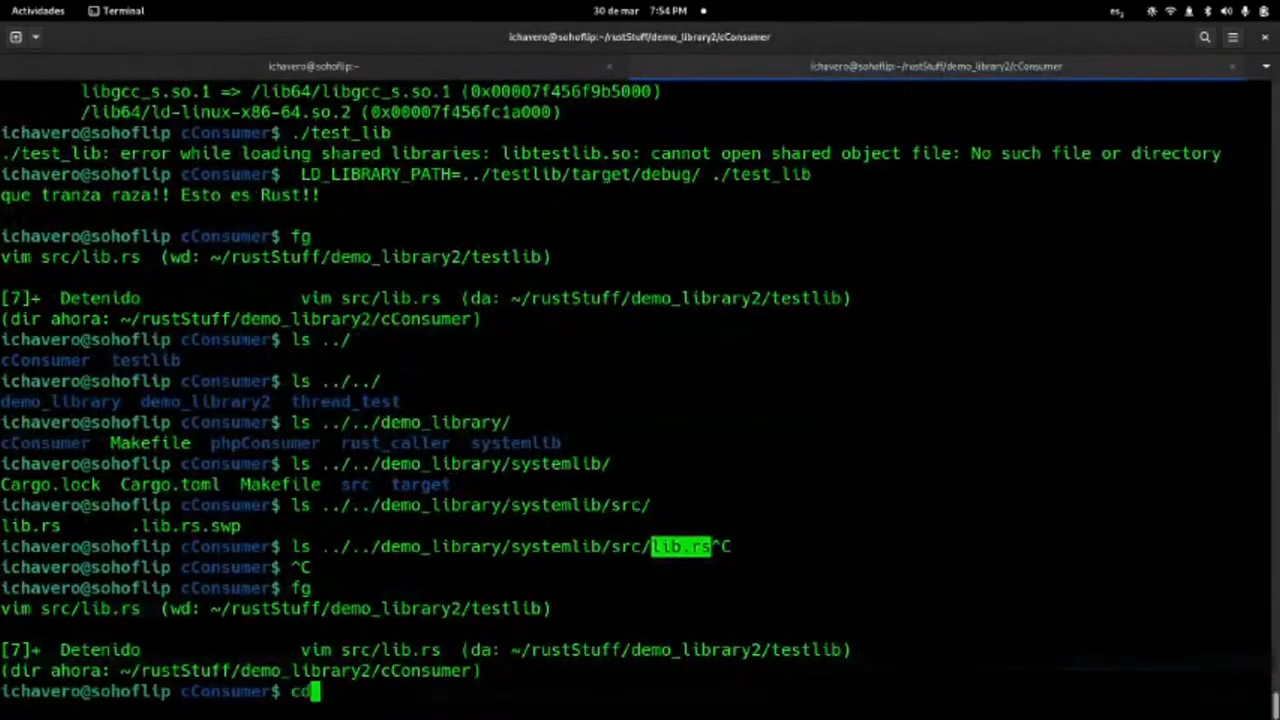 Actividades Terminal 30 de mar 7:54 PM es₂
ichavero@sohoflip:~/rustStuff/demo_library2/cConsumer
ichavero@sohoflip:~ ichavero@sohoflip:~/rustStuff/demo_library2/cConsumer
libgcc_s.so.1 => /lib64/libgcc_s.so.1 (0x00007f456f9b5000)
/lib64/ld-linux-x86-64.so.2 (0x00007f456fc1a000)
ichavero@sohoflip cConsumer$ ./test_lib
./test_lib: error while loading shared libraries: libtestlib.so: cannot open shared object file: No such file or directory
ichavero@sohoflip cConsumer$  LD_LIBRARY_PATH=../testlib/target/debug/ ./test_lib
que tranza raza!! Esto es Rust!!
ichavero@sohoflip cConsumer$ fg
vim src/lib.rs  (wd: ~/rustStuff/demo_library2/testlib)
[7]+  Detenido                vim src/lib.rs  (da: ~/rustStuff/demo_library2/testlib)
(dir ahora: ~/rustStuff/demo_library2/cConsumer)
ichavero@sohoflip cConsumer$ ls ../
cConsumer  testlib
ichavero@sohoflip cConsumer$ ls ../../
demo_library  demo_library2  thread_test
ichavero@sohoflip cConsumer$ ls ../../demo_library/
cConsumer  Makefile  phpConsumer  rust_caller  systemlib
ichavero@sohoflip cConsumer$ ls ../../demo_library/systemlib/
Cargo.lock  Cargo.toml  Makefile  src  target
ichavero@sohoflip cConsumer$ ls ../../demo_library/systemlib/src/
lib.rs         .lib.rs.swp
ichavero@sohoflip cConsumer$ ls ../../demo_library/systemlib/src/lib.rs^C
ichavero@sohoflip cConsumer$ ^C
ichavero@sohoflip cConsumer$ fg
vim src/lib.rs  (wd: ~/rustStuff/demo_library2/testlib)
[7]+  Detenido                vim src/lib.rs  (da: ~/rustStuff/demo_library2/testlib)
(dir ahora: ~/rustStuff/demo_library2/cConsumer)
ichavero@sohoflip cConsumer$ cd